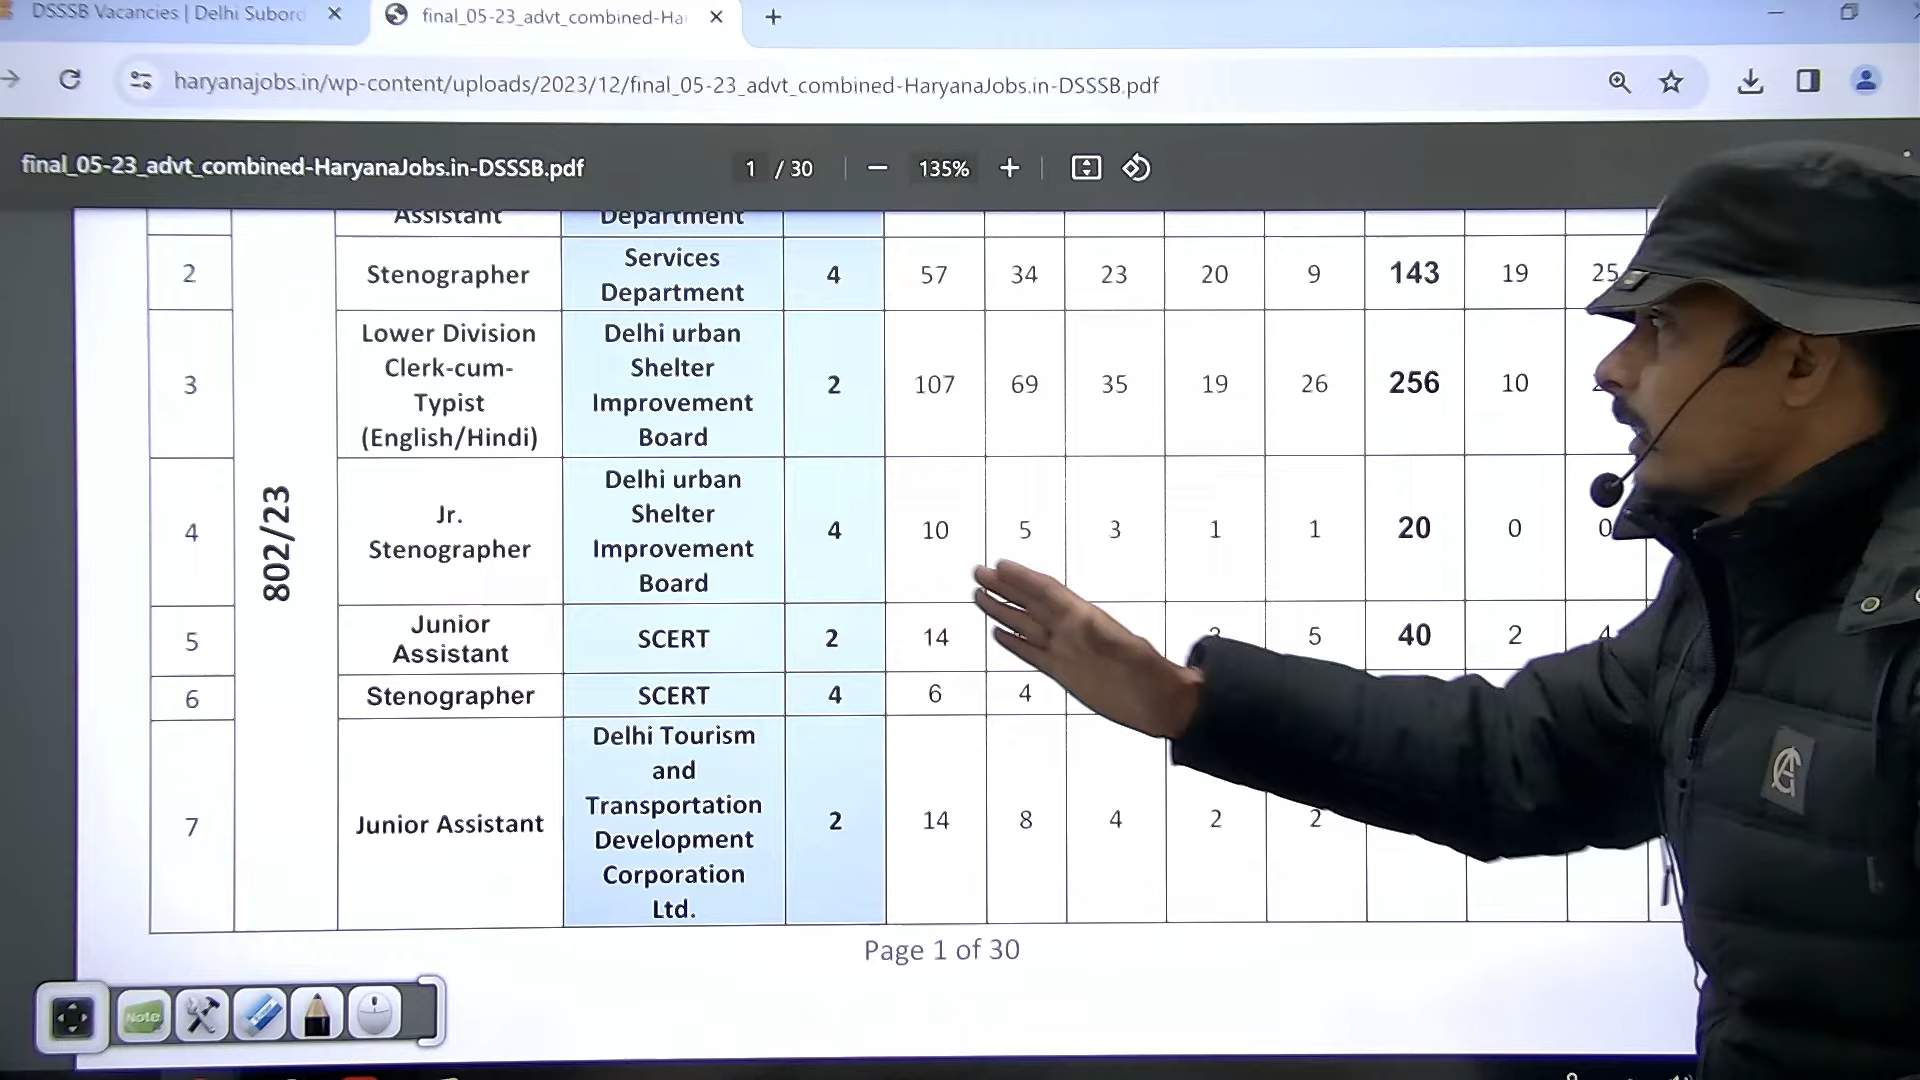 DSSSB Vacancies | Delhi Subord
final_05-23_advt_combined-Ha
haryanajobs.in/wp-content/uploads/2023/12/final_05-23_advt_combined-HaryanaJobs.in-DSSSB.pdf
final_05-23_advt_combined-HaryanaJobs.in-DSSSB.pdf
1 / 30
135%
Assistant
Department
802/23
2
Stenographer
Services
Department
4 57 34 23 20 9 143 19 25
3
Lower Division
Clerk-cum-
Typist
(English/Hindi)
Delhi urban
Shelter
Improvement
Board
2 107 69 35 19 26 256 10
4
Jr.
Stenographer
Delhi urban
Shelter
Improvement
Board
4 10 5 3 1 1 20 0 0
5
Junior
Assistant
SCERT
2 14 5 40 2
6
Stenographer
SCERT
4 6 4
7
Junior Assistant
Delhi Tourism
and
Transportation
Development
Corporation
Ltd.
2 14 8 4 2 2
Page 1 of 30
Note